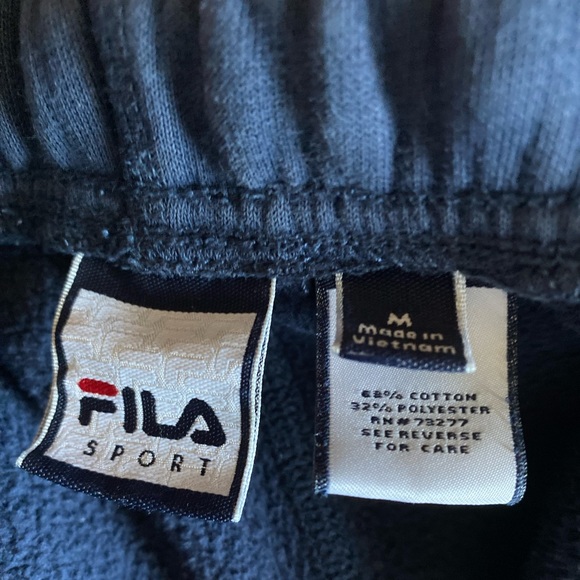 FILA
SPORT
M
Made in
Vietnam
68% COTTON
32% POLYESTER
RN# 73277
SEE REVERSE
FOR CARE